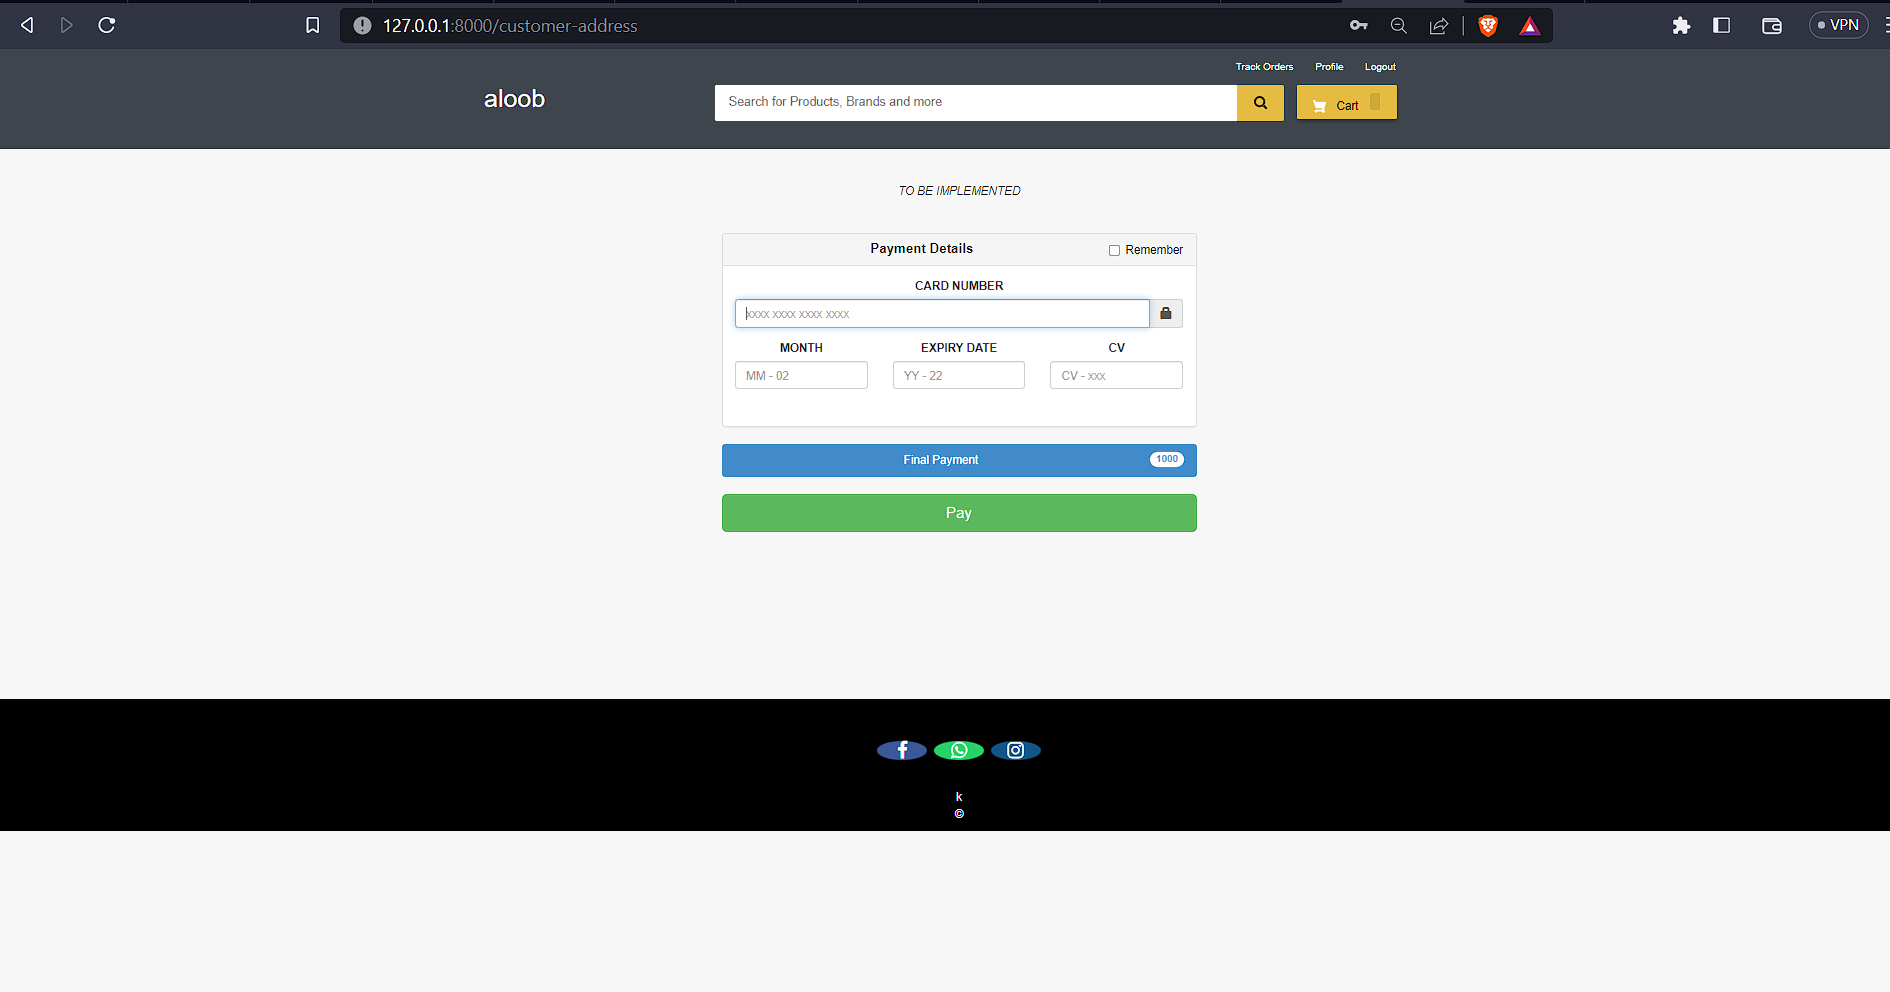 127.0.0.1:8000/customer-address
VPN
Track Orders Profile Logout
aloob
Search for Products, Brands and more
Cart
TO BE IMPLEMENTED
Payment Details
Remember
CARD NUMBER
xxxx xxxx xxxx xxxx
MONTH EXPIRY DATE CV
MM - 02 YY - 22 CV - xxx
Final Payment 1000
Pay
k
©